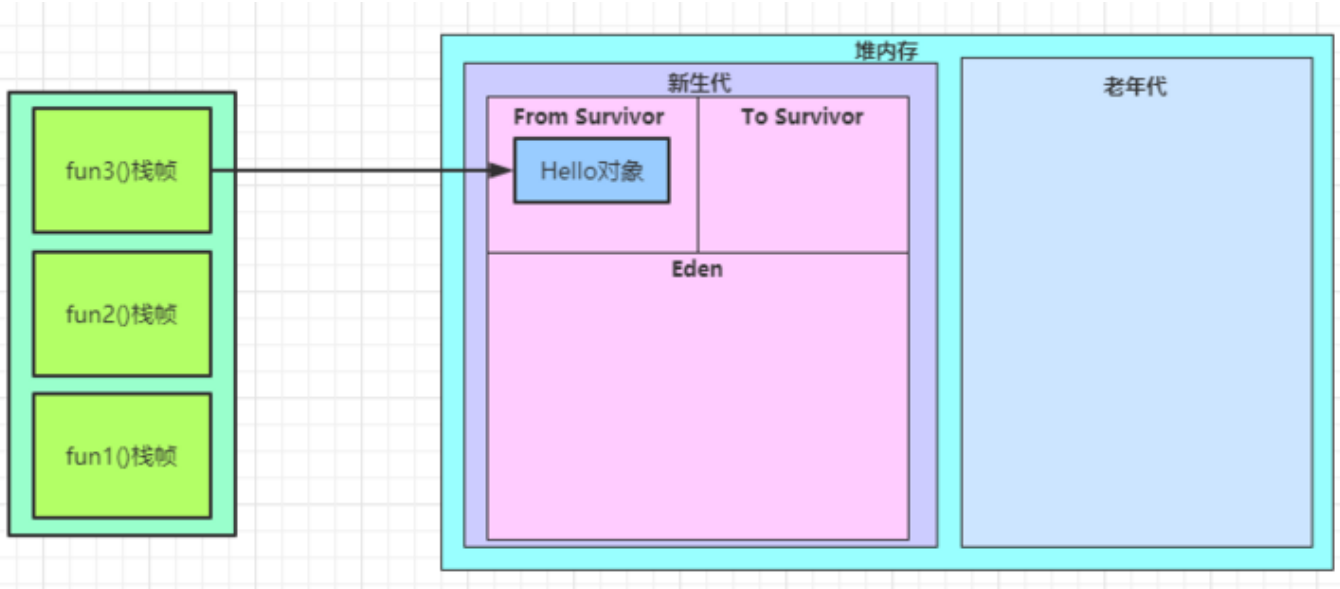 堆内存
新生代
老年代
From Survivor
To Survivor
fun3()栈帧
Hello对象
Eden
fun2()栈帧
fun1()栈帧